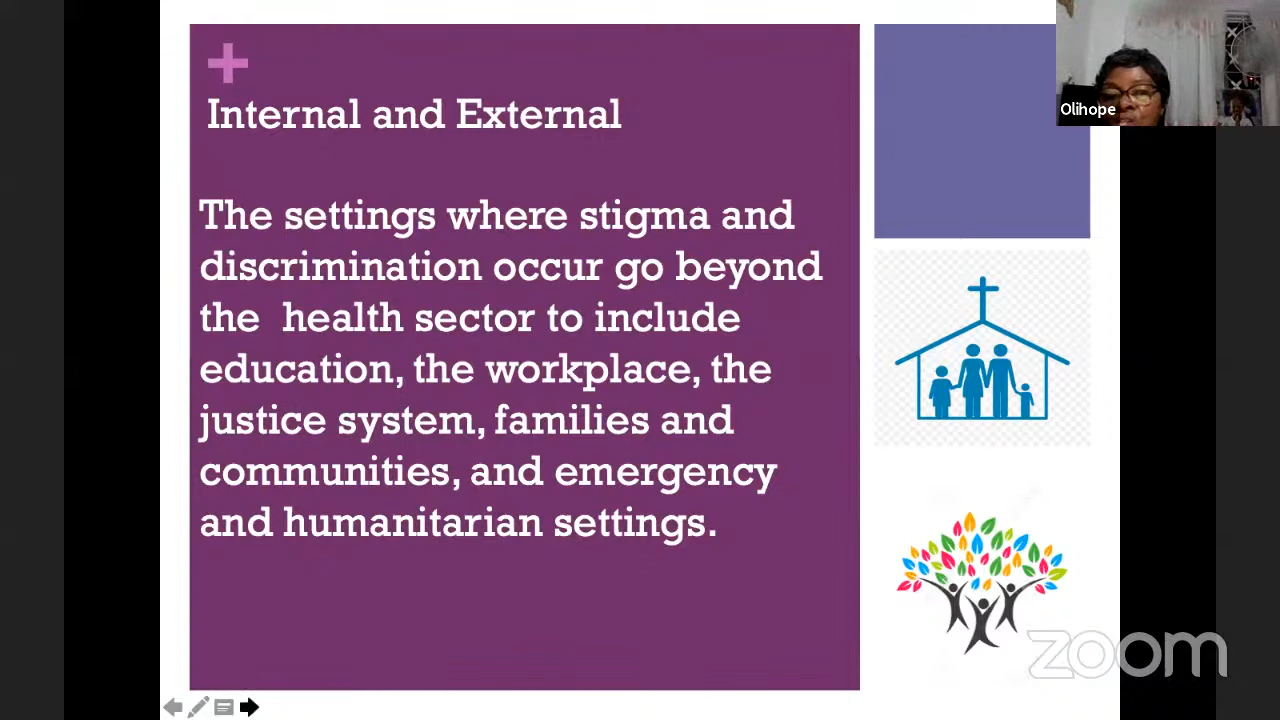 +
Internal and External
The settings where stigma and
discrimination occur go beyond
the  health sector to include
education, the workplace, the
justice system, families and
communities, and emergency
and humanitarian settings.
Olihope
zoom